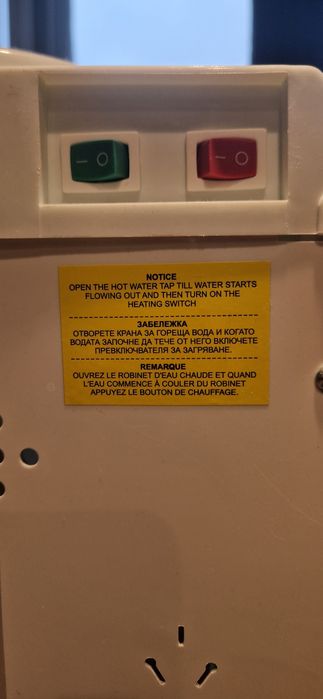 NOTICE
OPEN THE HOT WATER TAP TILL WATER STARTS
FLOWING OUT AND THEN TURN ON THE
HEATING SWITCH
ЗАБЕЛЕЖКА
ОТВОРЕТЕ КРАНА ЗА ГОРЕЩА ВОДА И КОГАТО
ВОДАТА ЗАПОЧНЕ ДА ТЕЧЕ ОТ НЕГО ВКЛЮЧЕТЕ
ПРЕВКЛЮЧВАТЕЛЯ ЗА ЗАГРЯВАНЕ.
REMARQUE
OUVREZ LE ROBINET D'EAU CHAUDE ET QUAND
L'EAU COMMENCE À COULER DU ROBINET
APPUYEZ LE BOUTON DE CHAUFFAGE.